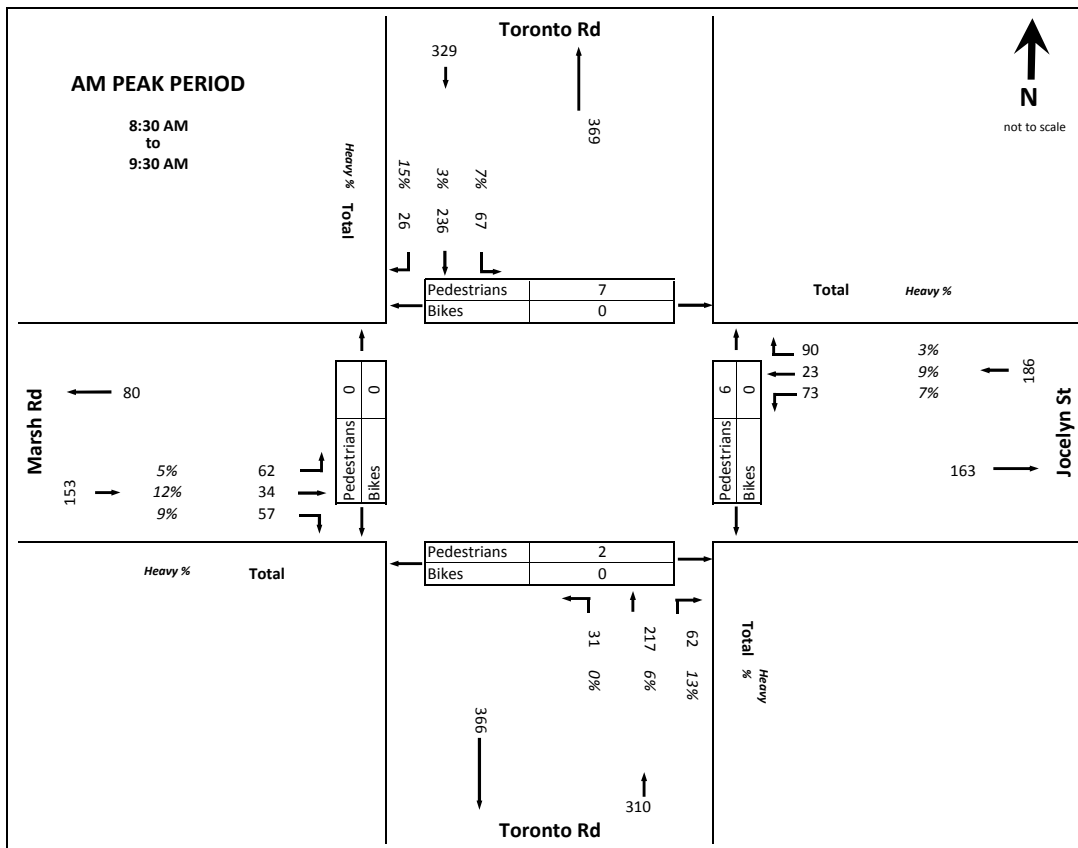 Toronto Rd
329
369
AM PEAK PERIOD
8:30 AM
to
9:30 AM
N
not to scale
Heavy % 15% 3% 7%
Total 26 236 67
Pedestrians 7
Bikes 0
Total Heavy %
90 3%
23 9%
73 7%
186
Jocelyn St
163
Marsh Rd
80
153
5% 62
12% 34
9% 57
Heavy % Total
Pedestrians 0
Bikes 0
Pedestrians 6
Bikes 0
Pedestrians 2
Bikes 0
31 217 62 Total
0% 6% 13% Heavy
%
366
310
Toronto Rd